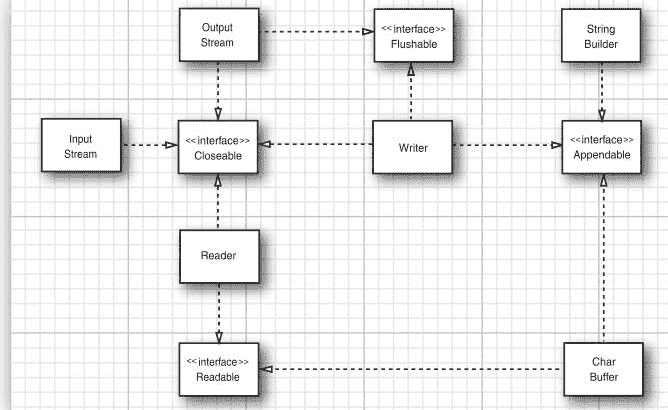 Output
Stream
<<interface>>
Flushable
String
Builder
Input
Stream
<<interface>>
Closeable
Writer
<<interface>>
Appendable
Reader
<<interface>>
Readable
Char
Buffer